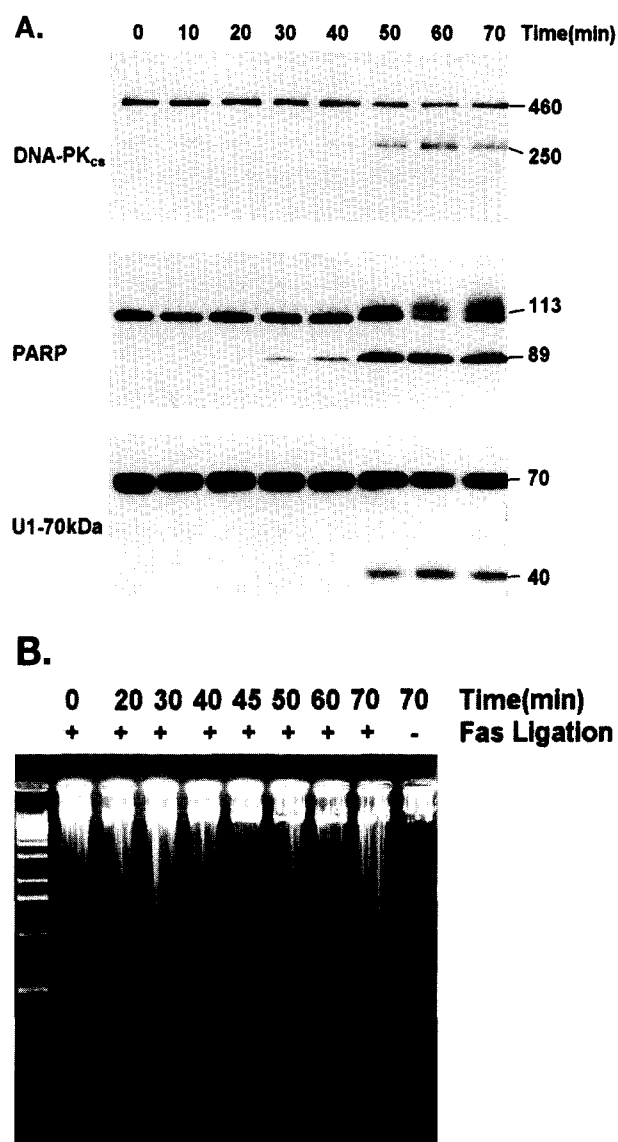 A.
0 10 20 30 40 50 60 70 Time(min)
460
DNA-PKcs
250
113
PARP
89
70
U1-70kDa
40
B.
0 20 30 40 45 50 60 70 70 Time(min)
+ + + + + + + + - Fas Ligation